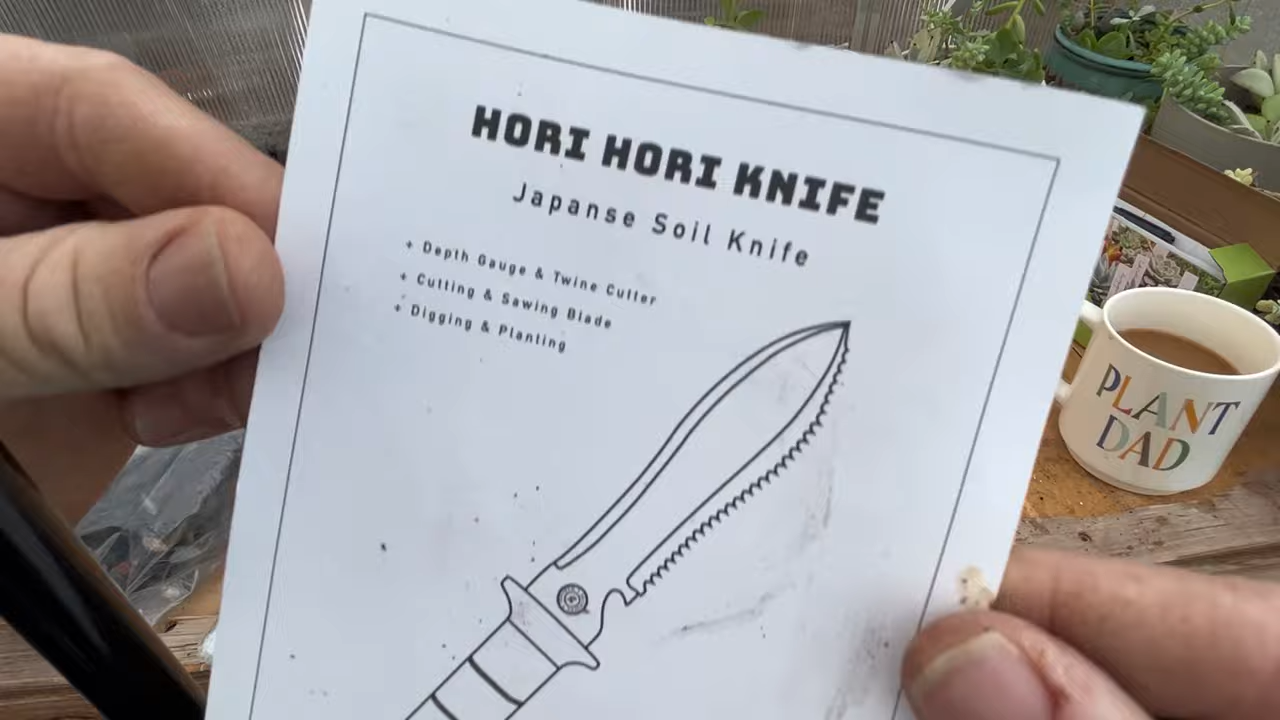 HORI HORI KNIFE
Japanse Soil Knife
+ Depth Gauge & Twine Cutter
+ Cutting & Sawing Blade
+ Digging & Planting
PLANT
DAD